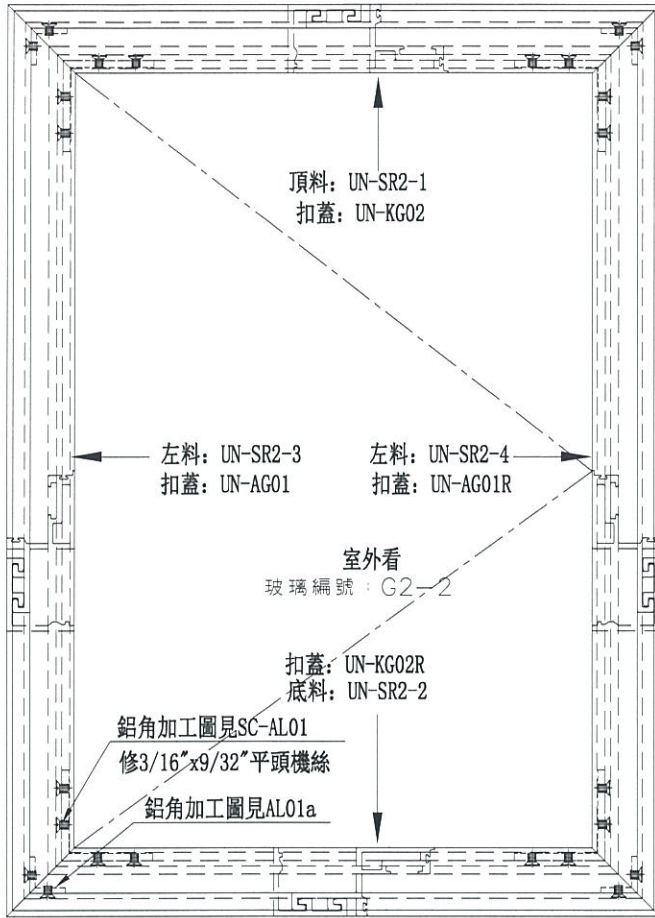 頂料: UN-SR2-1
扣蓋: UN-KG02
左料: UN-SR2-3
扣蓋: UN-AG01
左料: UN-SR2-4
扣蓋: UN-AG01R
室外看
玻璃編號:G2-2
扣蓋: UN-KG02R
底料: UN-SR2-2
鋁角加工圖見SC-AL01
修3/16"x9/32"平頭機絲
鋁角加工圖見AL01a